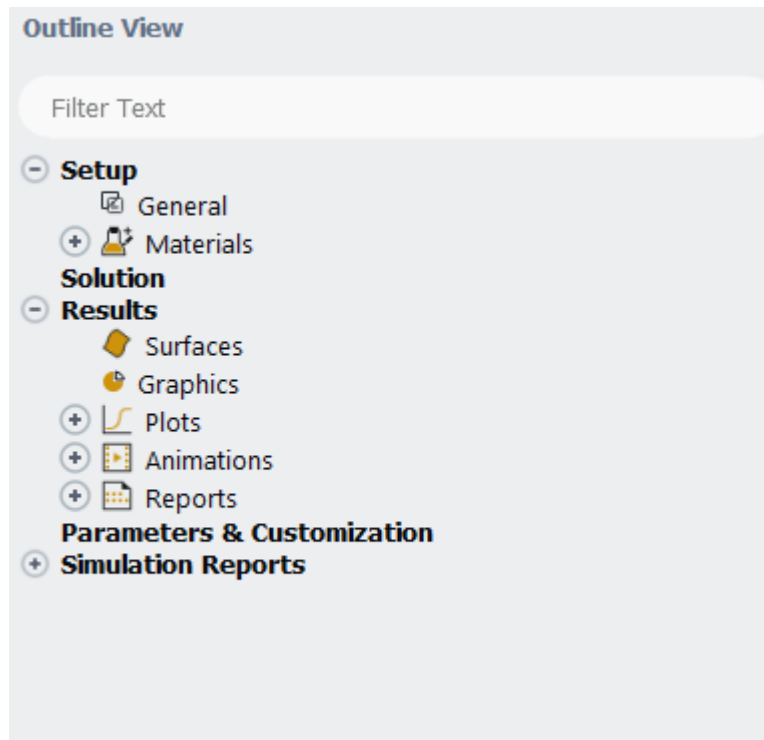 Outline View
Filter Text
Setup
General
Materials
Solution
Results
Surfaces
Graphics
Plots
Animations
Reports
Parameters & Customization
Simulation Reports